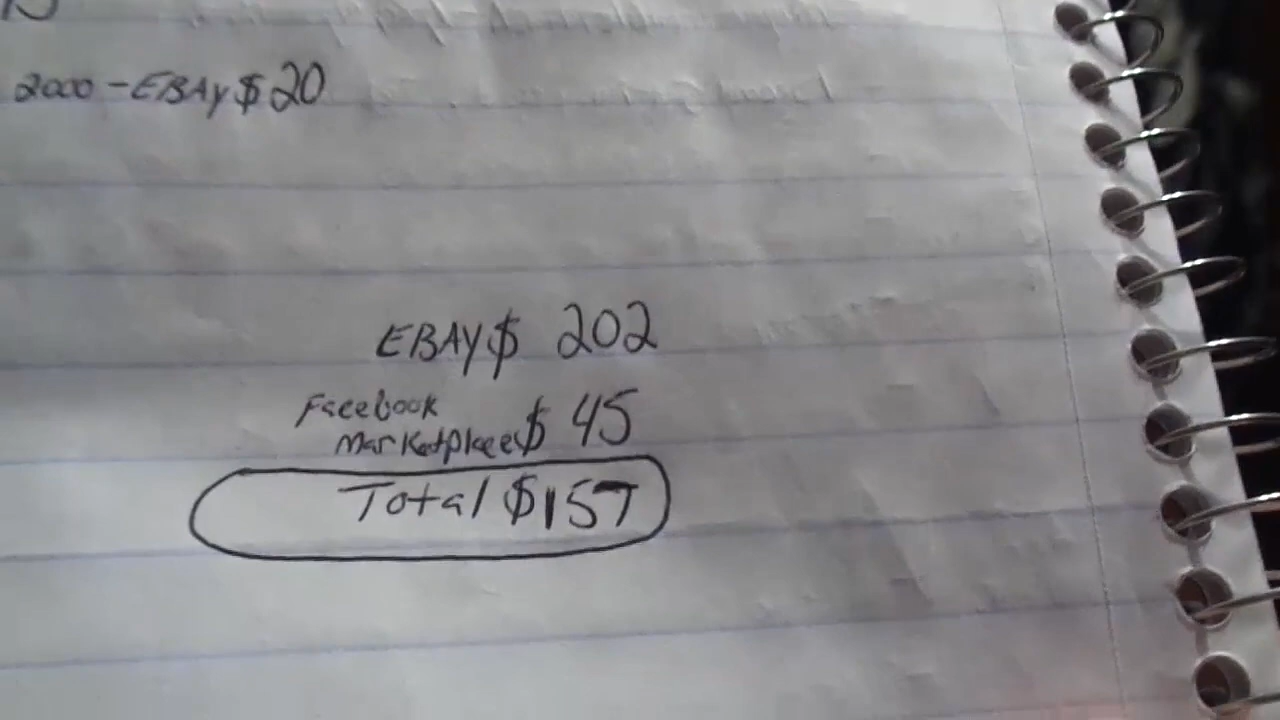 2000 - EBAY $20
EBAY $ 202
Facebook
Marketplace $ 45
Total $157